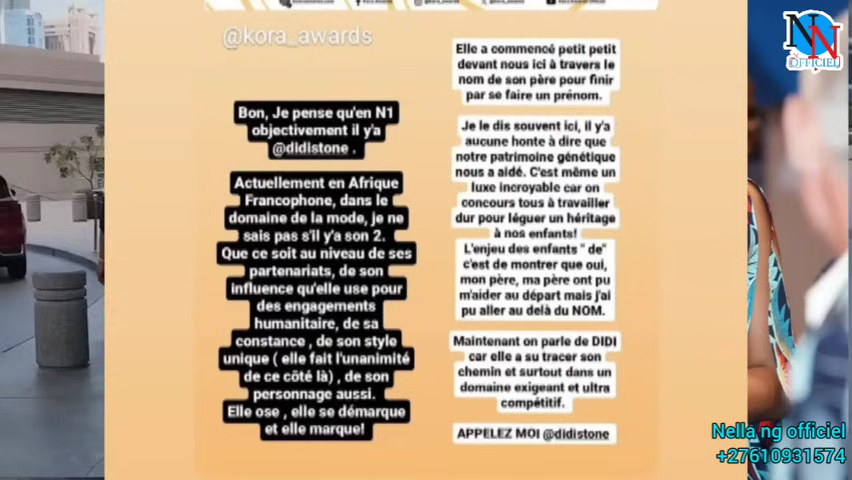 @kora_awards
Bon, Je pense qu'en N1
objectivement il y'a
@didistone .
Actuellement en Afrique
Francophone, dans le
domaine de la mode, je ne
sais pas s'il y'a son 2.
Que ce soit au niveau de ses
partenariats, de son
influence qu'elle use pour
des engagements
humanitaire, de sa
constance , de son style
unique ( elle fait l'unanimité
de ce côté là) , de son
personnage aussi.
Elle ose , elle se démarque
et elle marque!
Elle a commencé petit petit
devant nous ici à travers le
nom de son père pour finir
par se faire un prénom.
Je le dis souvent ici, il y'a
aucune honte à dire que
notre patrimoine génétique
nous a aidé. C'est même un
luxe incroyable car on
concours tous à travailler
dur pour léguer un héritage
à nos enfants!
L'enjeu des enfants " de"
c'est de montrer que oui,
mon père, ma père ont pu
m'aider au départ mais j'ai
pu aller au delà du NOM.
Maintenant on parle de DIDI
car elle a su tracer son
chemin et surtout dans un
domaine exigeant et ultra
compétitif.
APPELEZ MOI @didistone
NN
OFFICIEL
Nella ng officiel
+27610931574